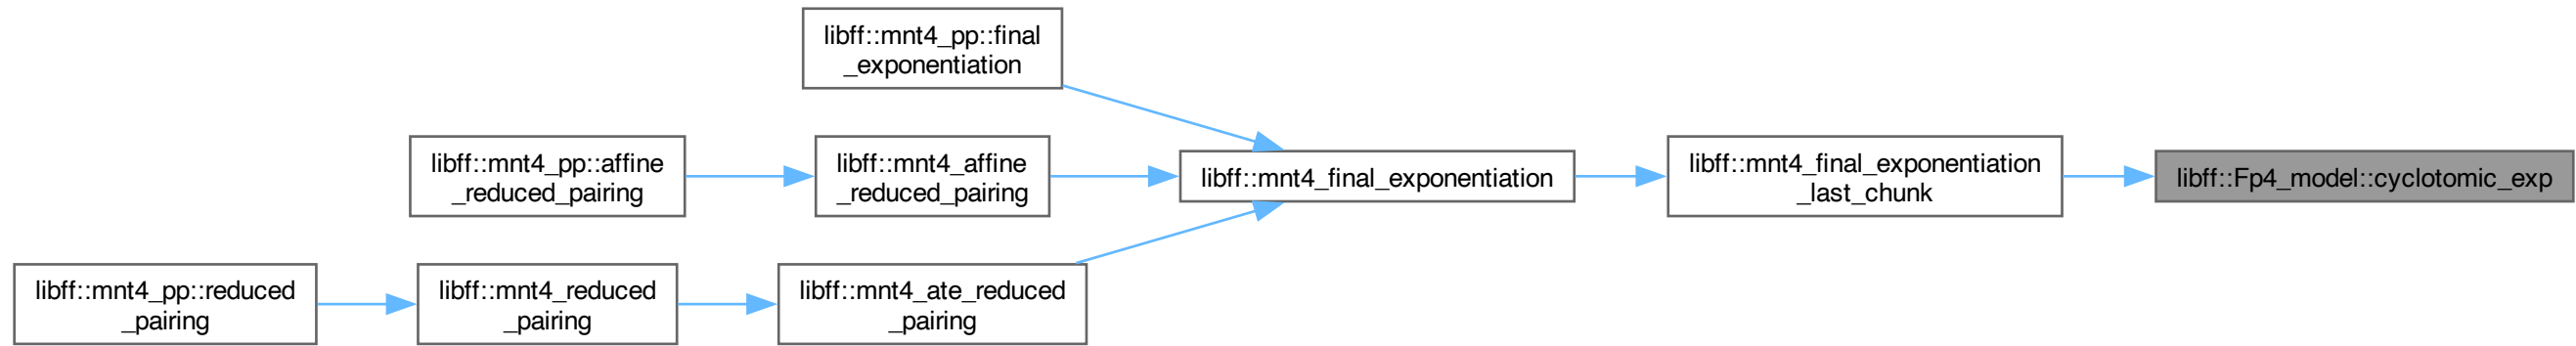 libff::mnt4_pp::final
_exponentiation
libff::mnt4_pp::affine
_reduced_pairing
libff::mnt4_affine
_reduced_pairing
libff::mnt4_final_exponentiation
libff::mnt4_final_exponentiation
_last_chunk
libff::Fp4_model::cyclotomic_exp
libff::mnt4_pp::reduced
_pairing
libff::mnt4_reduced
_pairing
libff::mnt4_ate_reduced
_pairing